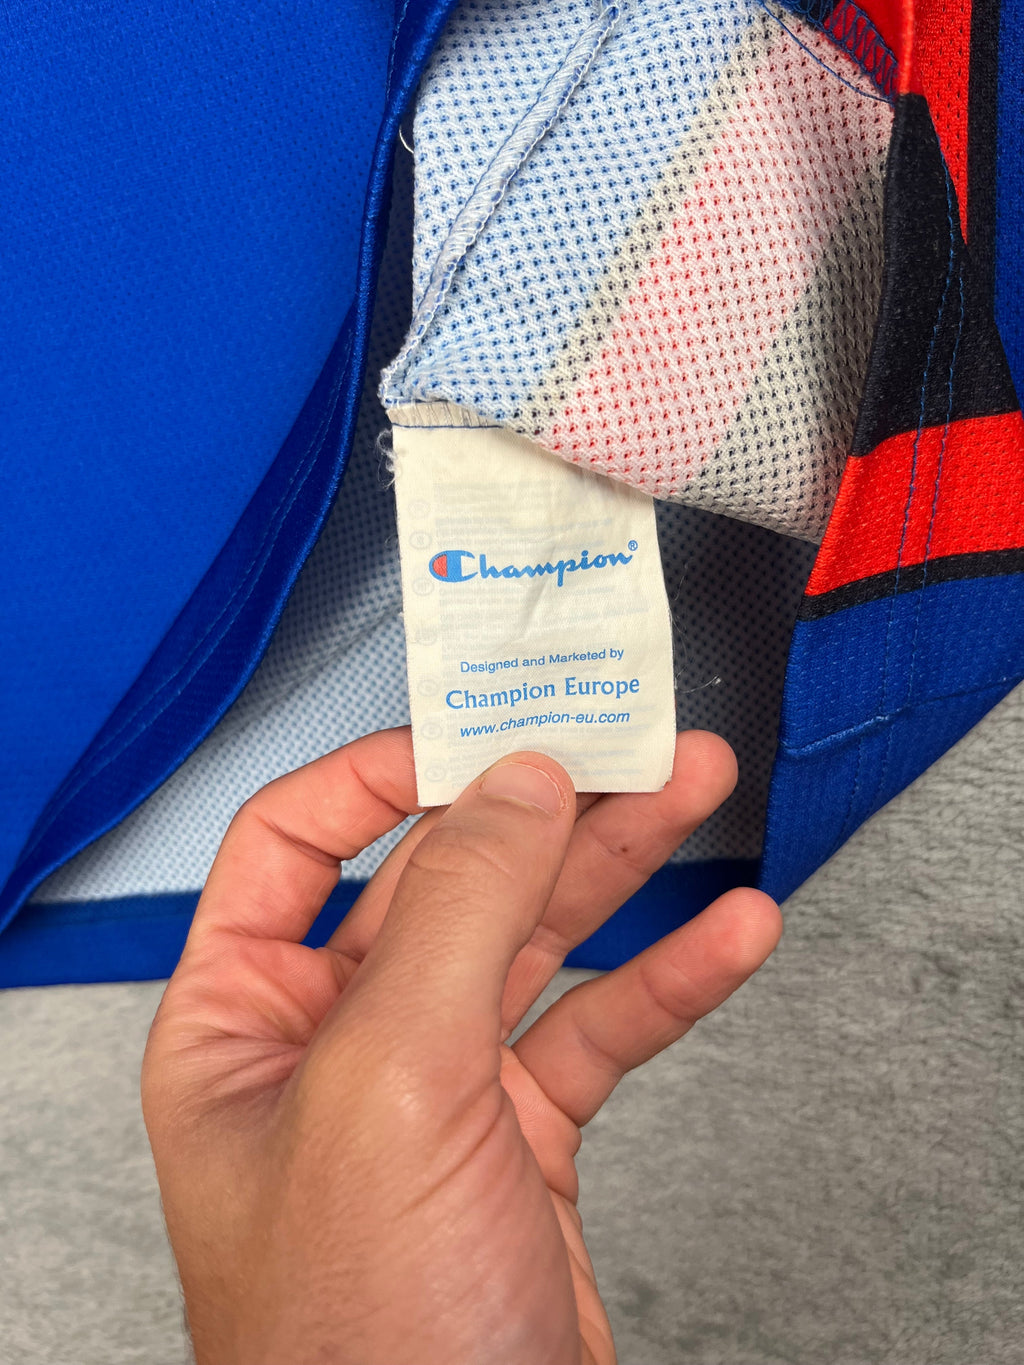 Champion®
Designed and Marketed by
Champion Europe
www.champion-eu.com